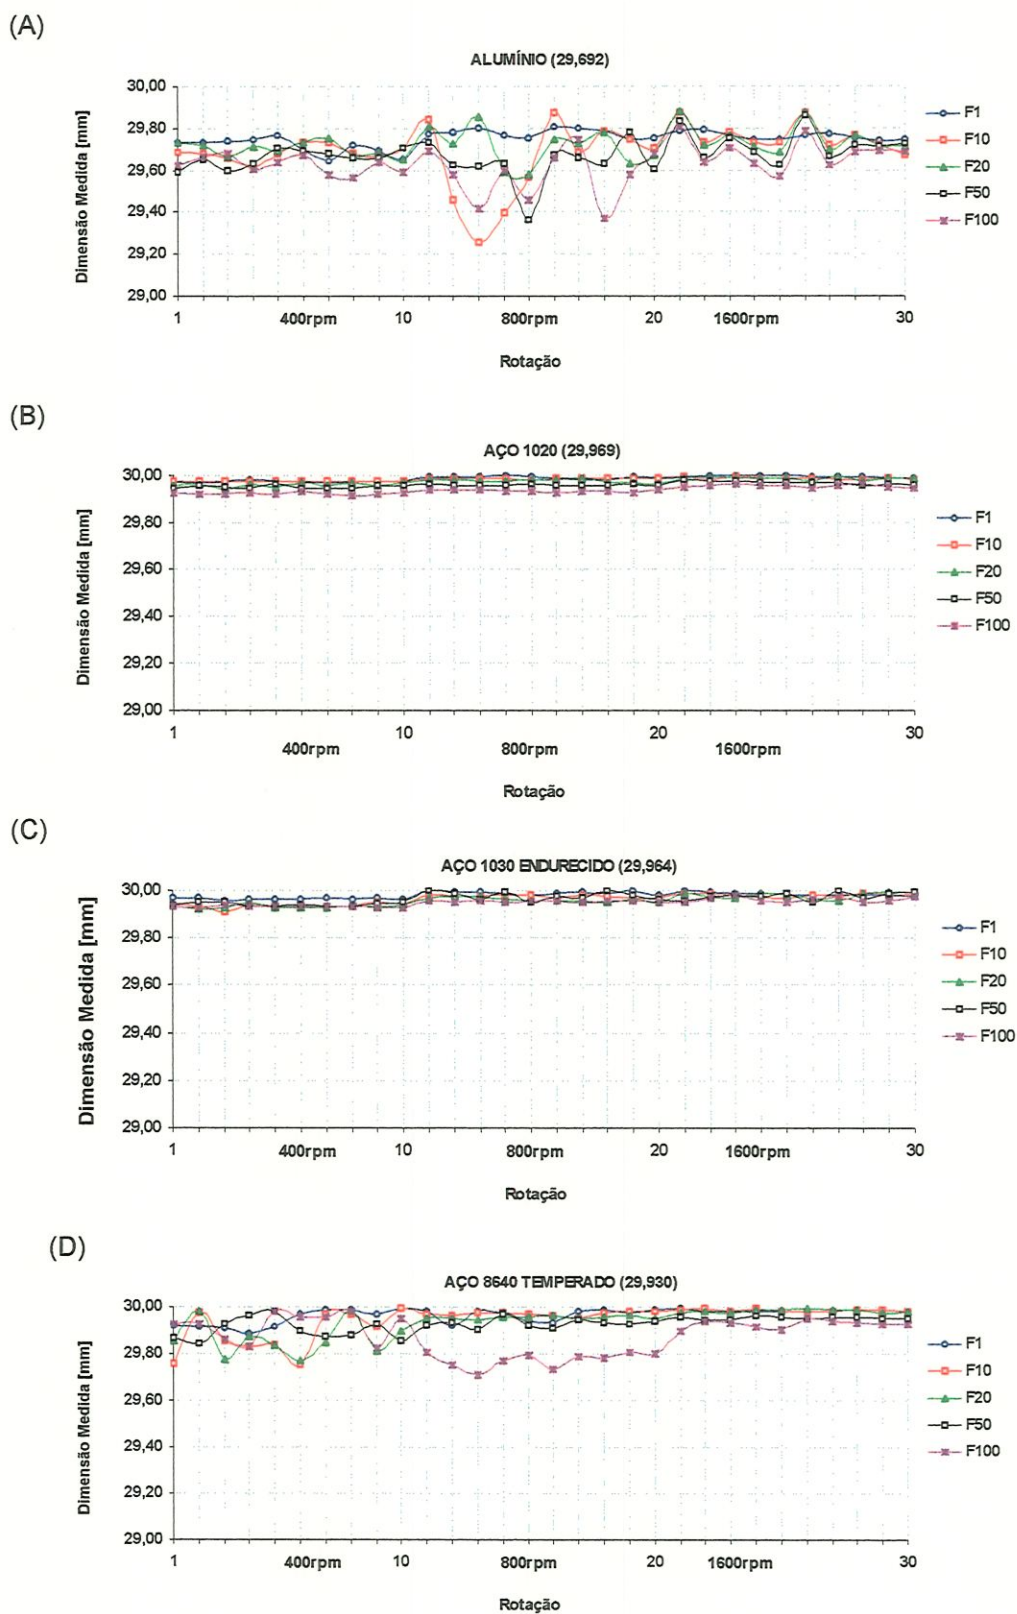 (A)
ALUMÍNIO (29,692)
Dimensão Medida [mm]
30,00
29,80
29,60
29,40
29,20
29,00
1
400rpm
10
800rpm
20
1600rpm
30
Rotação
F1
F10
F20
F50
F100
(B)
AÇO 1020 (29,969)
Dimensão Medida [mm]
30,00
29,80
29,60
29,40
29,20
29,00
1
10
20
30
400rpm
800rpm
1600rpm
Rotação
F1
F10
F20
F50
F100
(C)
AÇO 1030 ENDURECIDO (29,964)
Dimensão Medida [mm]
30,00
29,80
29,60
29,40
29,20
29,00
1
400rpm
10
800rpm
20
1600rpm
30
Rotação
F1
F10
F20
F50
F100
(D)
AÇO 8640 TEMPERADO (29,930)
Dimensão Medida [mm]
30,00
29,80
29,60
29,40
29,20
29,00
1
400rpm
10
800rpm
20
1600rpm
30
Rotação
F1
F10
F20
F50
F100